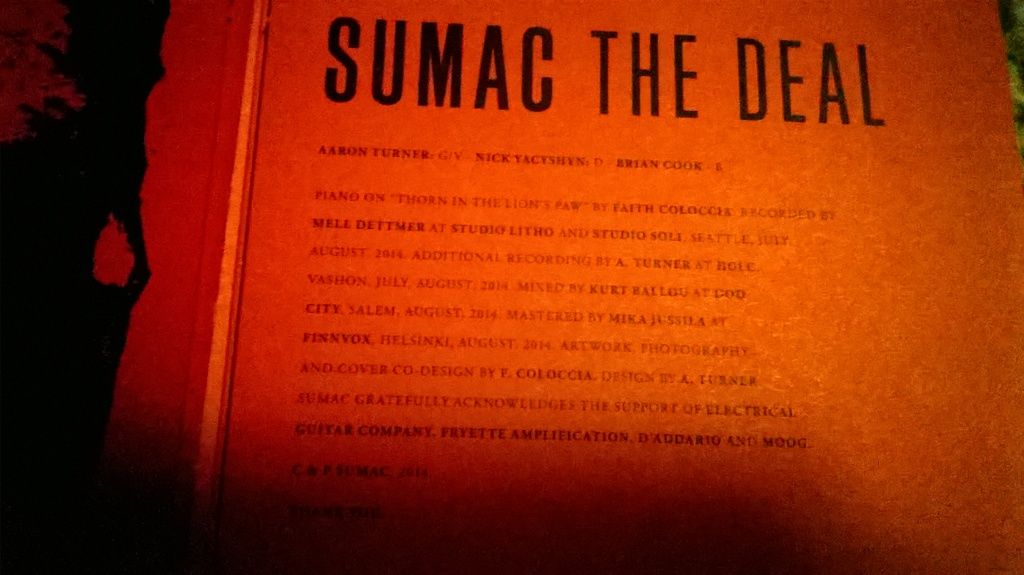 SUMAC THE DEAL
AARON TURNER: G/V - NICK YACYSHYN: D - BRIAN COOK - B
PIANO ON "THORN IN THE LION'S PAW" BY FAITH COLOCCIA. RECORDED BY
MELL DETTMER AT STUDIO LITHO AND STUDIO SOLI, SEATTLE, JULY,
AUGUST, 2014. ADDITIONAL RECORDING BY A. TURNER AT HOLE,
VASHON, JULY, AUGUST, 2014. MIXED BY KURT BALLOU AT GOD
CITY, SALEM, AUGUST, 2014. MASTERED BY MIKA JUSSILA AT
FINNVOX, HELSINKI, AUGUST, 2014. ARTWORK, PHOTOGRAPHY
AND COVER CO-DESIGN BY F. COLOCCIA. DESIGN BY A. TURNER
SUMAC GRATEFULLY ACKNOWLEDGES THE SUPPORT OF ELECTRICAL
GUITAR COMPANY, FRYETTE AMPLIFICATION, D'ADDARIO AND MOOG.
C & P SUMAC, 2014
THANK YOU